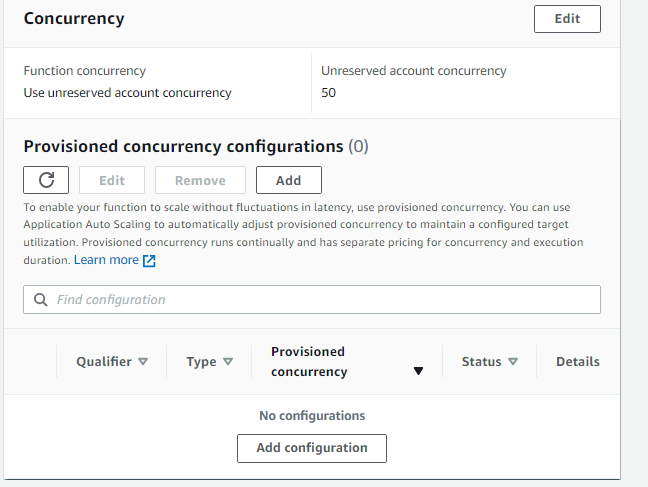 Concurrency
Edit
Function concurrency
Unreserved account concurrency
Use unreserved account concurrency
50
Provisioned concurrency configurations (0)
Edit
Remove
Add
To enable your function to scale without fluctuations in latency, use provisioned concurrency. You can use
Application Auto Scaling to automatically adjust provisioned concurrency to maintain a configured target
utilization. Provisioned concurrency runs continually and has separate pricing for concurrency and execution
duration. Learn more
Find configuration
Qualifier
Type
Provisioned
concurrency
Status
Details
No configurations
Add configuration